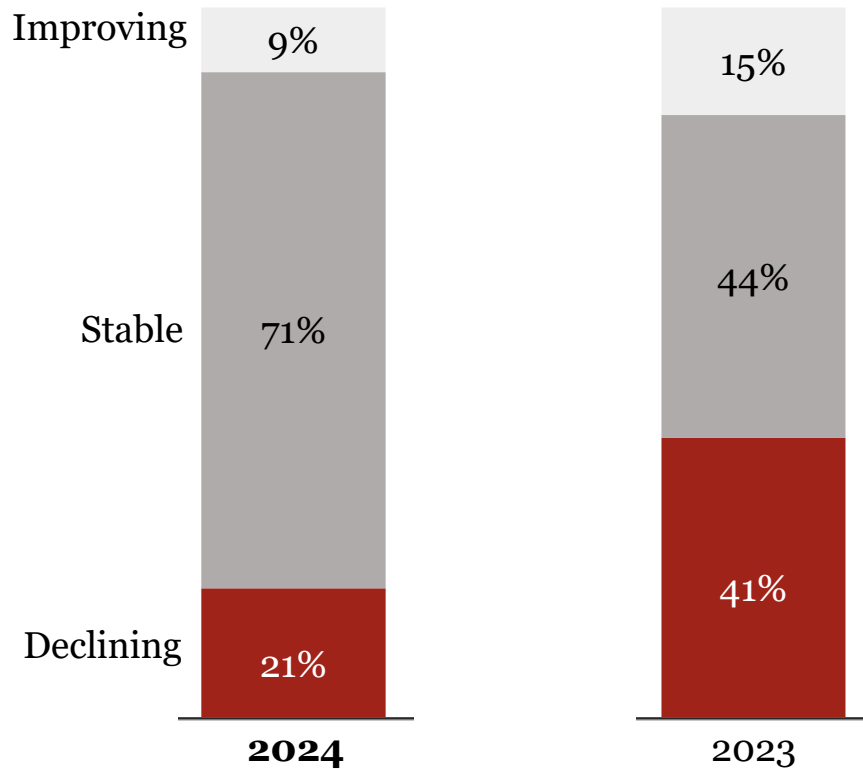 Improving
9%
15%
Stable
71%
44%
Declining
21%
41%
2024
2023